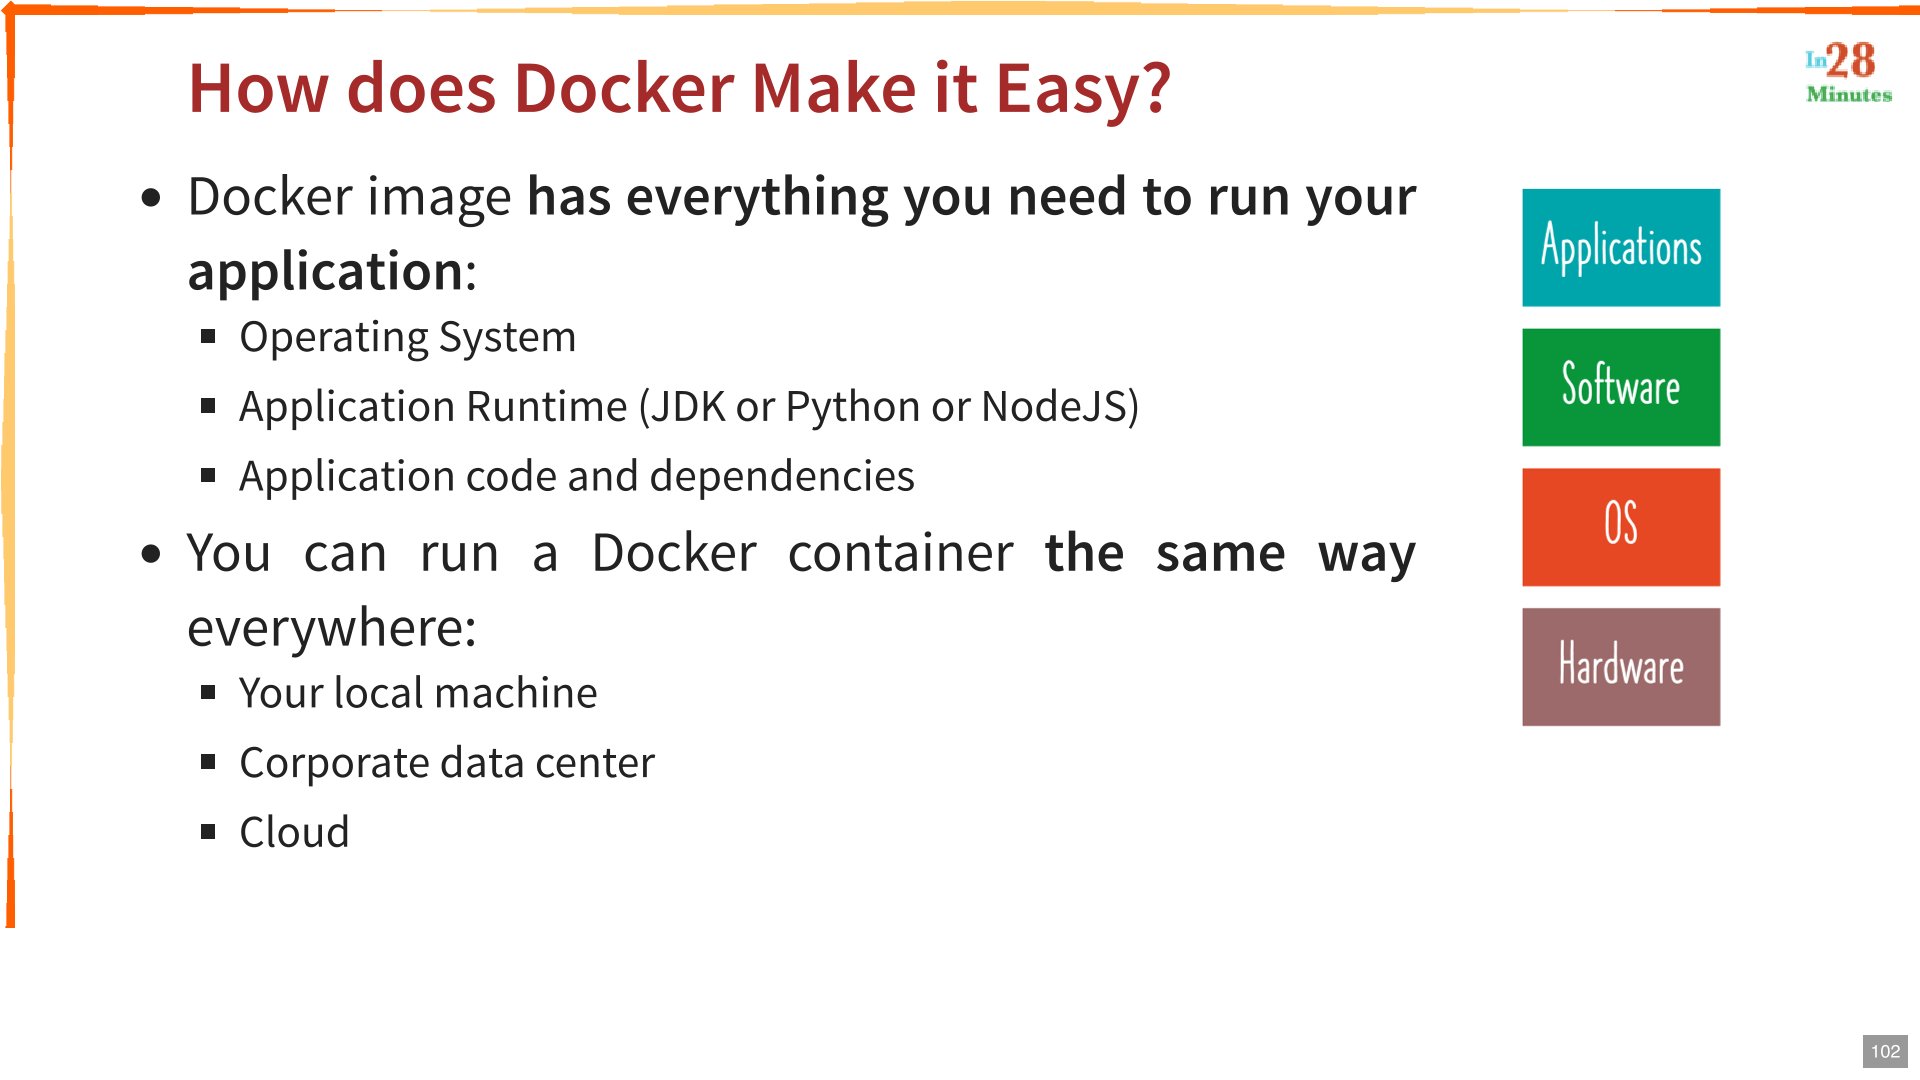 How does Docker Make it Easy?
In28
Minutes
• Docker image has everything you need to run your
application:
▪ Operating System
▪ Application Runtime (JDK or Python or NodeJS)
▪ Application code and dependencies
• You can run a Docker container the same way
everywhere:
▪ Your local machine
▪ Corporate data center
▪ Cloud
Applications
Software
OS
Hardware
102